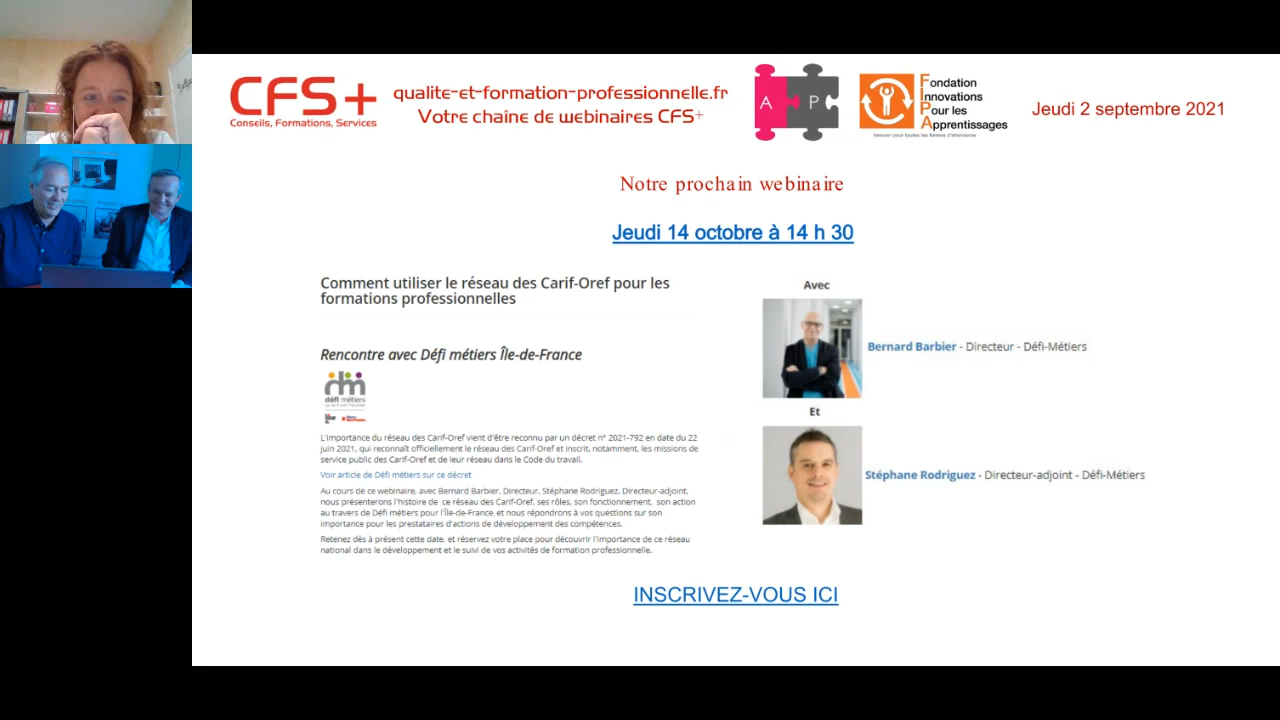 CFS+
Conseils, Formations, Services
qualite-et-formation-professionnelle.fr
Votre chaîne de webinaires CFS+
A P
Fondation
Innovations
Pour les
Apprentissages
Innover pour toutes les formes d'alternance
Jeudi 2 septembre 2021
Notre prochain webinaire
Jeudi 14 octobre à 14 h 30
Comment utiliser le réseau des Carif-Oref pour les
formations professionnelles
Rencontre avec Défi métiers Île-de-France
dm
défi métiers
L'Importance du réseau des Carif-Oref vient d'être reconnu par un décret n° 2021-792 en date du 22
juin 2021, qui reconnaît officiellement le réseau des Carif-Oref et inscrit, notamment, les missions de
service public des Carif-Oref et de leur réseau dans le Code du travail.
Voir article de Défi métiers sur ce décret
Au cours de ce webinaire, avec Bernard Barbier, Directeur, Stéphane Rodriguez, Directeur-adjoint,
nous présenterons l'histoire de ce réseau des Carif-Oref, ses rôles, son fonctionnement, son action
au travers de Défi métiers pour l'Île-de-France, et nous répondrons à vos questions sur son
importance pour les prestataires d'actions de développement des compétences.
Retenez dès à présent cette date, et réservez votre place pour découvrir l'importance de ce réseau
national dans le développement et le suivi de vos activités de formation professionnelle.
Avec
Bernard Barbier - Directeur - Défi-Métiers
Et
Stéphane Rodriguez - Directeur-adjoint - Défi-Métiers
INSCRIVEZ-VOUS ICI